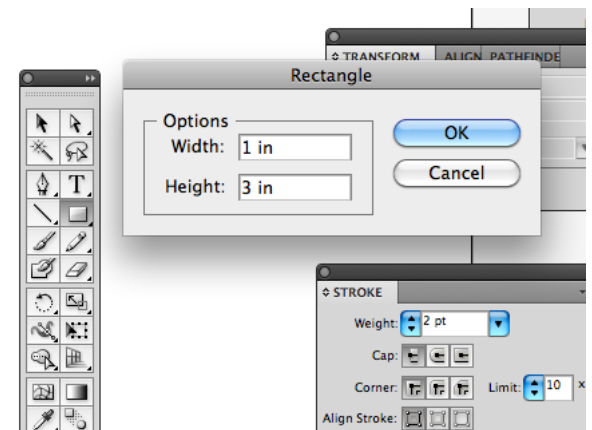 TRANSFORM ALIGN PATHFINDE
Rectangle
Options
Width: 1 in
Height: 3 in
OK
Cancel
T
STROKE
Weight: 2 pt
Cap:
Corner: Limit: 10 x
Align Stroke: